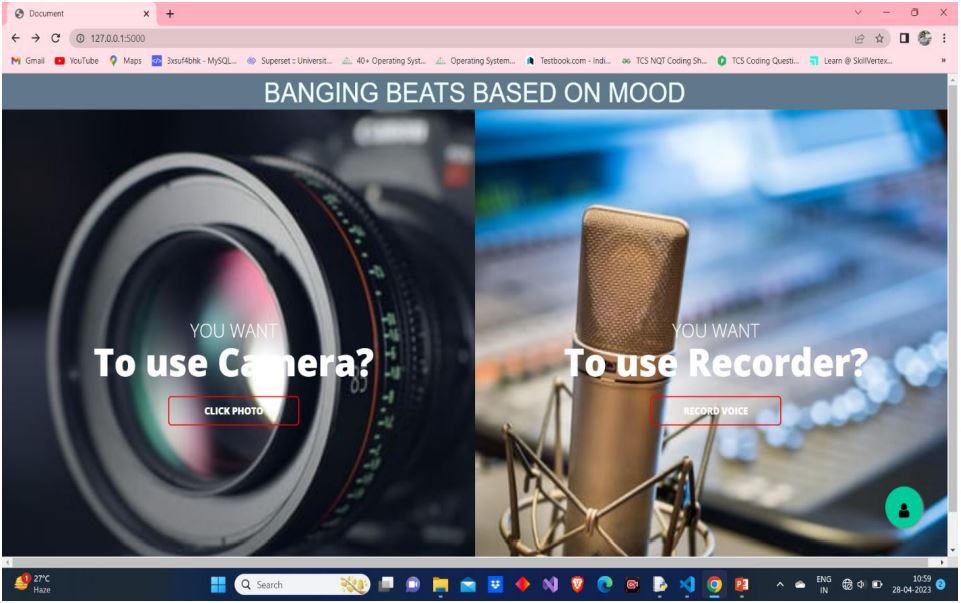 Document
127.0.0.1:5000
Gmail YouTube Maps 3xsuf4bhk - MySQL... Superset :: Universit... 40+ Operating Syst... Operating System... Testbook.com - Indi... TCS NQT Coding Sh... TCS Coding Questi... Learn @ SkillVertex... »
BANGING BEATS BASED ON MOOD
YOU WANT
To use Camera?
CLICK PHOTO
YOU WANT
To use Recorder?
RECORD VOICE
1
27°C
Haze
Search
ENG
IN
10:59
28-04-2023
2